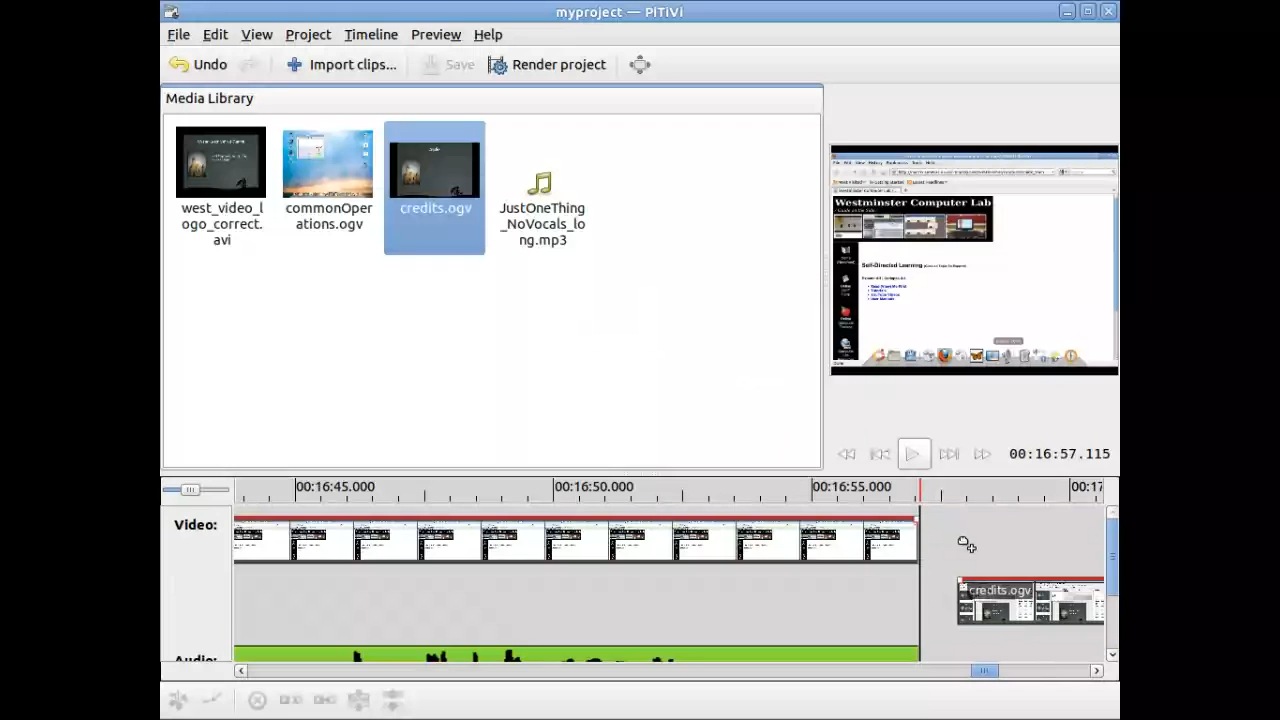 myproject — PiTiVi
File Edit View Project Timeline Preview Help
Undo Import clips... Save Render project
Media Library
west_video_l
ogo_correct.
avi
commonOper
ations.ogv
credits.ogv
JustOneThing
_NoVocals_lo
ng.mp3
Westminster Computer Lab
Self-Directed Learning
00:16:57.115
00:16:45.000 00:16:50.000 00:16:55.000 00:17
Video:
credits.ogv
Audio: